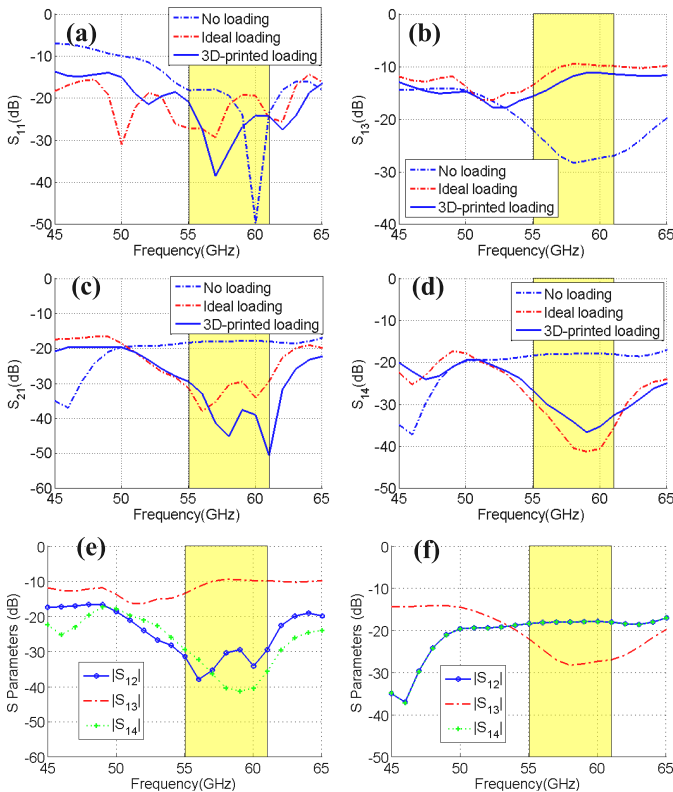 (a)
No loading
Ideal loading
3D-printed loading
0
-10
-20
-30
-40
-50
S11(dB)
45 50 55 60 65
Frequency(GHz)
(b)
0
-10
-20
-30
-40
S13(dB)
No loading
Ideal loading
3D-printed loading
45 50 55 60 65
Frequency(GHz)
(c)
No loading
Ideal loading
3D-printed loading
0
-10
-20
-30
-40
-50
-60
S21(dB)
45 50 55 60 65
Frequency(GHz)
(d)
No loading
Ideal loading
3D-printed loading
0
-10
-20
-30
-40
-50
S14(dB)
45 50 55 60 65
Frequency(GHz)
(e)
0
-10
-20
-30
-40
-50
-60
S Parameters (dB)
|S12|
|S13|
|S14|
45 50 55 60 65
Frequency(GHz)
(f)
0
-10
-20
-30
-40
-50
S Parameters (dB)
|S12|
|S13|
|S14|
45 50 55 60 65
Frequency(GHz)